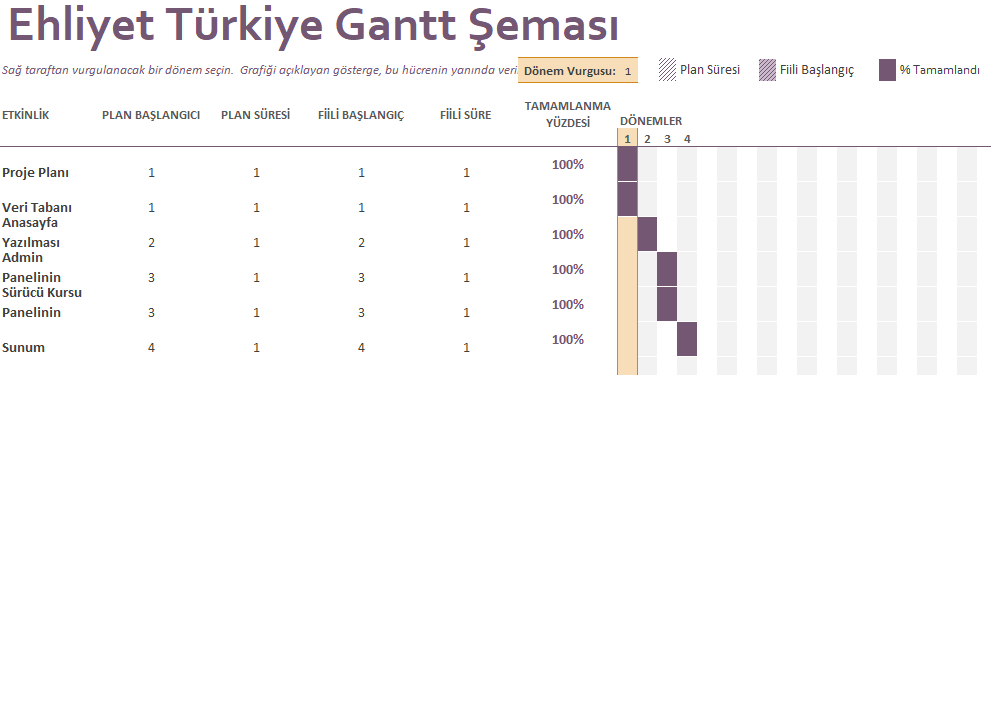 Ehliyet Türkiye Gantt Şeması
Sağ taraftan vurgulanacak bir dönem seçin.  Grafiği açıklayan gösterge, bu hücrenin yanında veri
Dönem Vurgusu: 1
Plan Süresi
Fiili Başlangıç
% Tamamlandı
ETKİNLİK PLAN BAŞLANGICI PLAN SÜRESİ FİİLİ BAŞLANGIÇ FİİLİ SÜRE
TAMAMLANMA
YÜZDESİ
DÖNEMLER
1 2 3 4
Proje Planı 1 1 1 1 100%
Veri Tabanı 1 1 1 1 100%
Anasayfa
Yazılması 2 1 2 1 100%
Admin
Panelinin 3 1 3 1 100%
Sürücü Kursu
Panelinin 3 1 3 1 100%
Sunum 4 1 4 1 100%